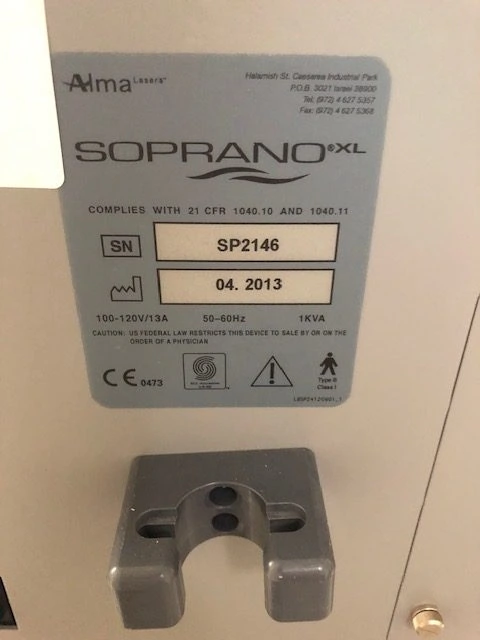 Alma Lasers™
Halamish St. Caesarea Industrial Park
P.O.B. 3021 Israel 38900
Tel: (972) 4 627 5357
Fax: (972) 4 627 5368
SOPRANO®XL
COMPLIES WITH 21 CFR 1040.10 AND 1040.11
SN SP2146
04. 2013
100-120V/13A 50-60Hz 1KVA
CAUTION: US FEDERAL LAW RESTRICTS THIS DEVICE TO SALE BY OR ON THE
ORDER OF A PHYSICIAN
CE 0473
Type B
Class I